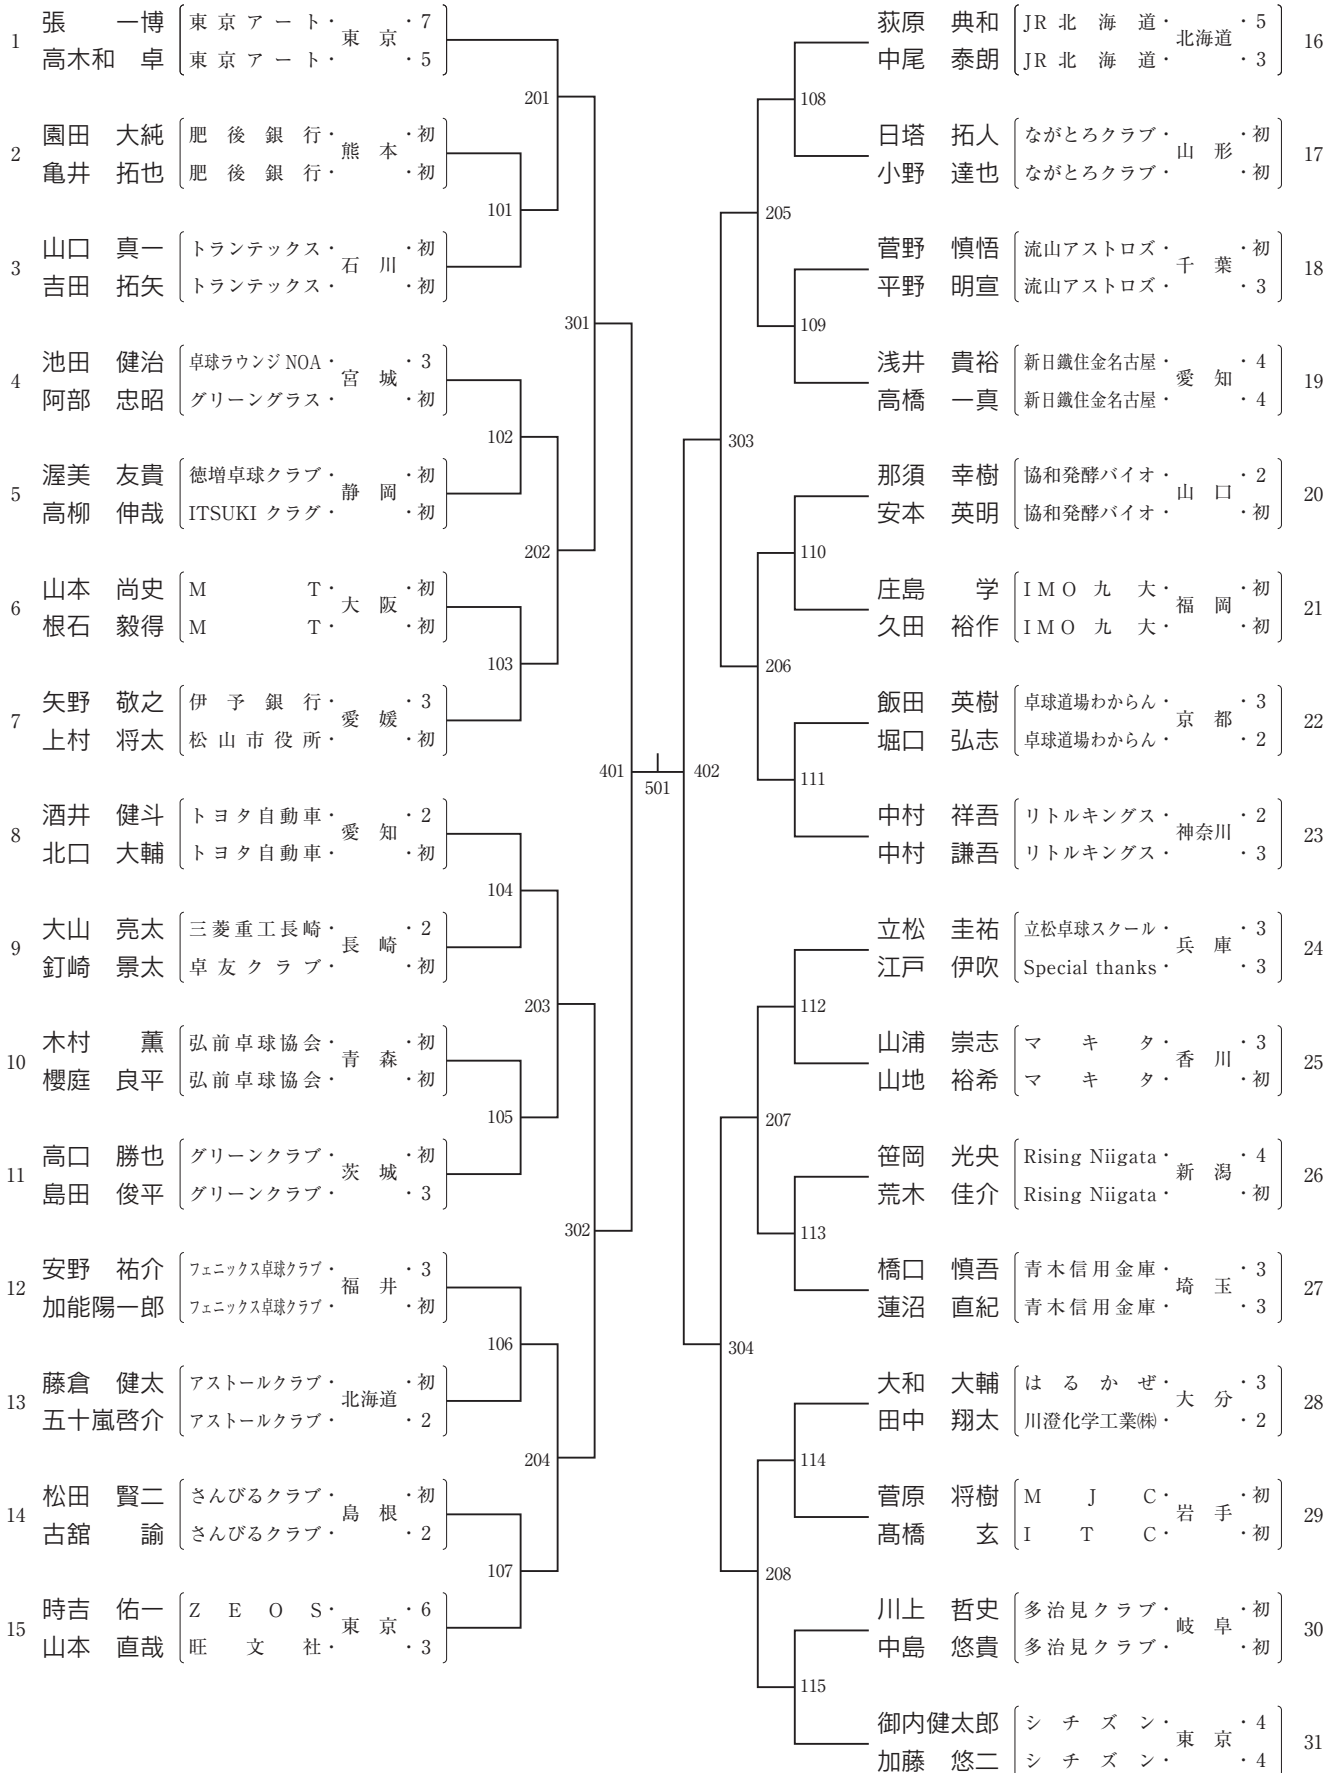 1 張 一博 東京アート・東京・7
高木和 卓 東京アート・・5
2 園田 大純 肥後銀行・熊本・初
亀井 拓也 肥後銀行・・初
3 山口 真一 トランテックス・石川・初
吉田 拓矢 トランテックス・・初
4 池田 健治 卓球ラウンジNOA・宮城・3
阿部 忠昭 グリーングラス・・初
5 渥美 友貴 徳増卓球クラブ・静岡・初
高柳 伸哉 ITSUKI クラグ・・初
6 山本 尚史 MT・大阪・初
根石 毅得 MT・・初
7 矢野 敬之 伊予銀行・愛媛・3
上村 将太 松山市役所・・初
8 酒井 健斗 トヨタ自動車・愛知・2
北口 大輔 トヨタ自動車・・初
9 大山 亮太 三菱重工長崎・長崎・2
釘崎 景太 卓友クラブ・・初
10 木村 薫 弘前卓球協会・青森・初
櫻庭 良平 弘前卓球協会・・初
11 高口 勝也 グリーンクラブ・茨城・初
島田 俊平 グリーンクラブ・・3
12 安野 祐介 フェニックス卓球クラブ・福井・3
加能陽一郎 フェニックス卓球クラブ・・初
13 藤倉 健太 アストールクラブ・北海道・初
五十嵐啓介 アストールクラブ・・2
14 松田 賢二 さんびるクラブ・島根・初
古舘 諭 さんびるクラブ・・2
15 時吉 佑一 ZEOS・東京・6
山本 直哉 旺文社・・3
201
101
301
102
202
103
401
104
203
105
302
106
204
107
501
402
108
205
109
303
110
206
111
112
207
113
304
114
208
115
荻原 典和 JR北海道・北海道・5 16
中尾 泰朗 JR北海道・・3
日塔 拓人 ながとろクラブ・山形・初 17
小野 達也 ながとろクラブ・・初
菅野 慎悟 流山アストロズ・千葉・初 18
平野 明宣 流山アストロズ・・3
浅井 貴裕 新日鐵住金名古屋・愛知・4 19
高橋 一真 新日鐵住金名古屋・・4
那須 幸樹 協和発酵バイオ・山口・2 20
安本 英明 協和発酵バイオ・・初
庄島 学 IMO九大・福岡・初 21
久田 裕作 IMO九大・・初
飯田 英樹 卓球道場わからん・京都・3 22
堀口 弘志 卓球道場わからん・・2
中村 祥吾 リトルキングス・神奈川・2 23
中村 謙吾 リトルキングス・・3
立松 圭祐 立松卓球スクール・兵庫・3 24
江戸 伊吹 Special thanks・・3
山浦 崇志 マキタ・香川・3 25
山地 裕希 マキタ・・初
笹岡 光央 Rising Niigata・新潟・4 26
荒木 佳介 Rising Niigata・・初
橋口 慎吾 青木信用金庫・埼玉・3 27
蓮沼 直紀 青木信用金庫・・3
大和 大輔 はるかぜ・大分・3 28
田中 翔太 川澄化学工業㈱・・2
菅原 将樹 MJC・岩手・初 29
髙橋 玄 ITC・・初
川上 哲史 多治見クラブ・岐阜・初 30
中島 悠貴 多治見クラブ・・初
御内健太郎 シチズン・東京・4 31
加藤 悠二 シチズン・・4